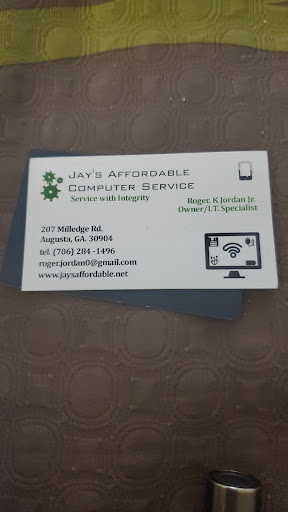 JAY'S AFFORDABLE
COMPUTER SERVICE
Service with Integrity
Roger. K Jordan Jr.
Owner/I.T. Specialist
207 Milledge Rd.
Augusta, GA. 30904
tel. (706) 284 -1496
roger.jordan0@gmail.com
www.jaysaffordable.net